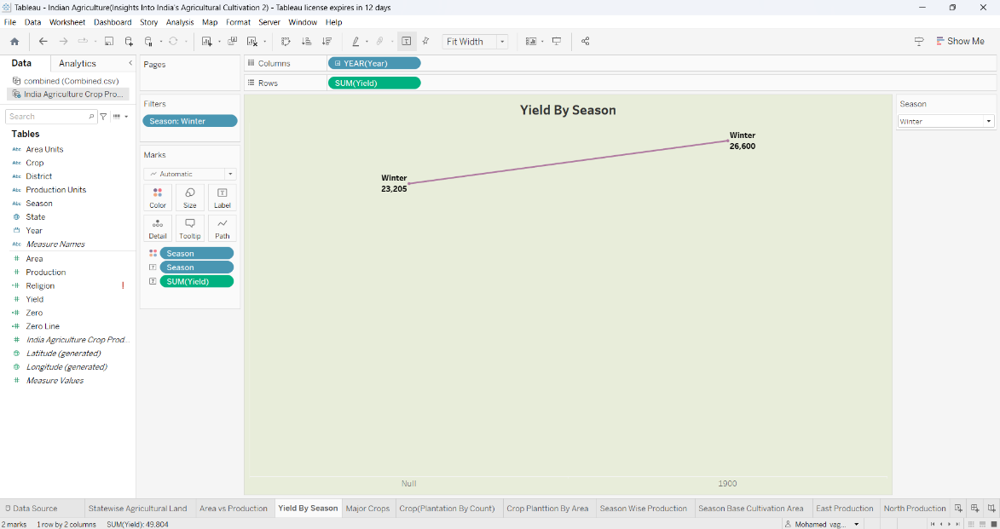 Tableau - Indian Agriculture(Insights Into India's Agricultural Cultivation 2) - Tableau license expires in 12 days
File Data Worksheet Dashboard Story Analysis Map Format Server Window Help
Fit Width
Show Me
Data Analytics
Pages
Columns YEAR(Year)
combined (Combined.csv)
Rows SUM(Yield)
India Agriculture Crop Pro...
Search
Filters
Season: Winter
Yield By Season
Season
Winter
Tables
Abc Area Units
Abc Crop
Abc District
Abc Production Units
Abc Season
State
Year
Abc Measure Names
# Area
# Production
# Religion !
# Yield
# Zero
# Zero Line
# India Agriculture Crop Prod...
Latitude (generated)
Longitude (generated)
# Measure Values
Marks
Automatic
Color Size Label
Detail Tooltip Path
Season
T Season
T SUM(Yield)
Winter
26,600
Winter
23,205
Null 1900
Data Source Statewise Agricultural Land Area vs Production Yield By Season Major Crops Crop(Plantation By Count) Crop Planttion By Area Season Wise Production Season Base Cultivation Area East Production North Production
2 marks 1 row by 2 columns SUM(Yield): 49,804 Mohamed vag...